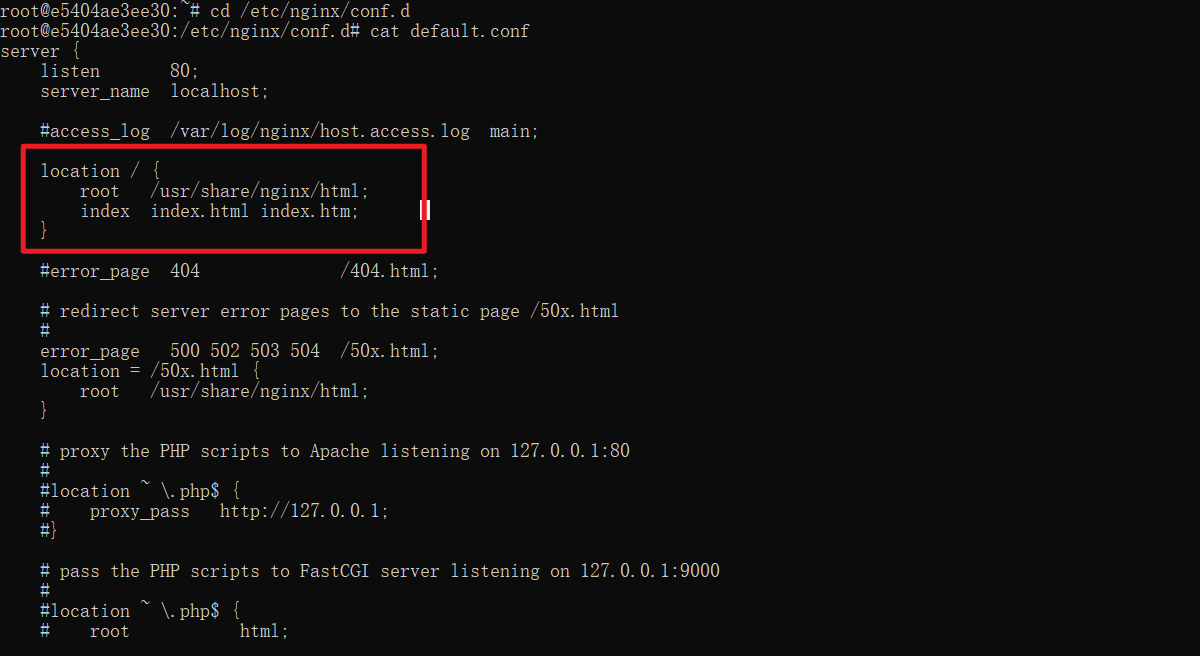 root@e5404ae3ee30:~# cd /etc/nginx/conf.d
root@e5404ae3ee30:/etc/nginx/conf.d# cat default.conf
server {
    listen       80;
    server_name  localhost;
    #access_log  /var/log/nginx/host.access.log  main;
    location / {
        root   /usr/share/nginx/html;
        index  index.html index.htm;
    }
    #error_page  404              /404.html;
    # redirect server error pages to the static page /50x.html
    #
    error_page   500 502 503 504  /50x.html;
    location = /50x.html {
        root   /usr/share/nginx/html;
    }
    # proxy the PHP scripts to Apache listening on 127.0.0.1:80
    #
    #location ~ \.php$ {
    #    proxy_pass   http://127.0.0.1;
    #}
    # pass the PHP scripts to FastCGI server listening on 127.0.0.1:9000
    #
    #location ~ \.php$ {
    #    root           html;